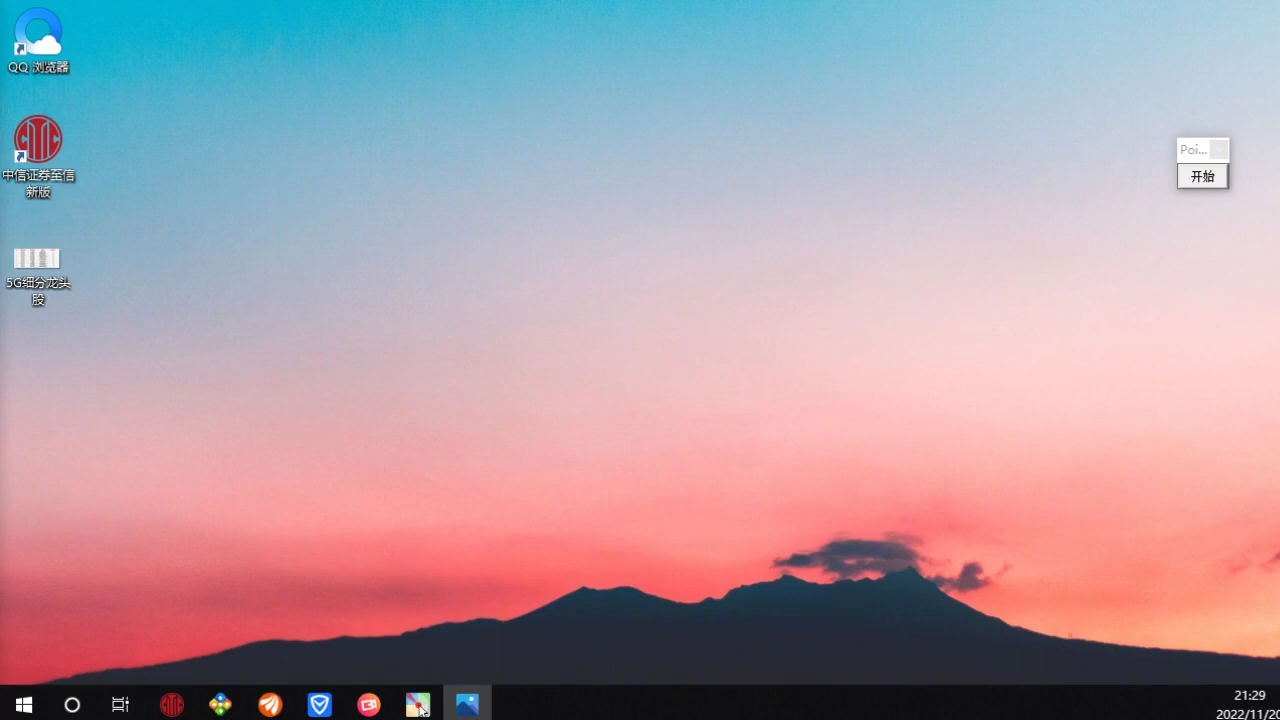 QQ 浏览器
中信证券至信
新版
5G细分龙头
股
Poi...
开始
21:29
2022/11/20